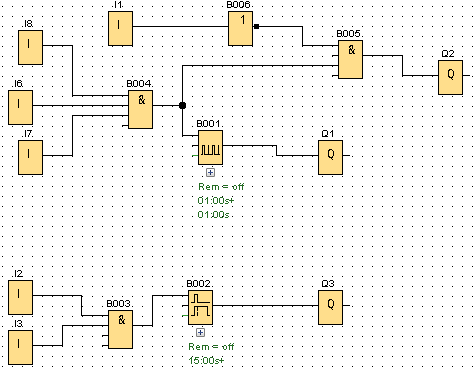 I1.
B006
I
1
I8.
B005
I
&
Q2
Q
I6.
B004
I
&
B001
Q1
I7.
I
Q
Rem = off
01:00s+
01:00s
I2.
B002
Q3
I
B003
Q
&
I3.
I
Rem = off
15:00s+